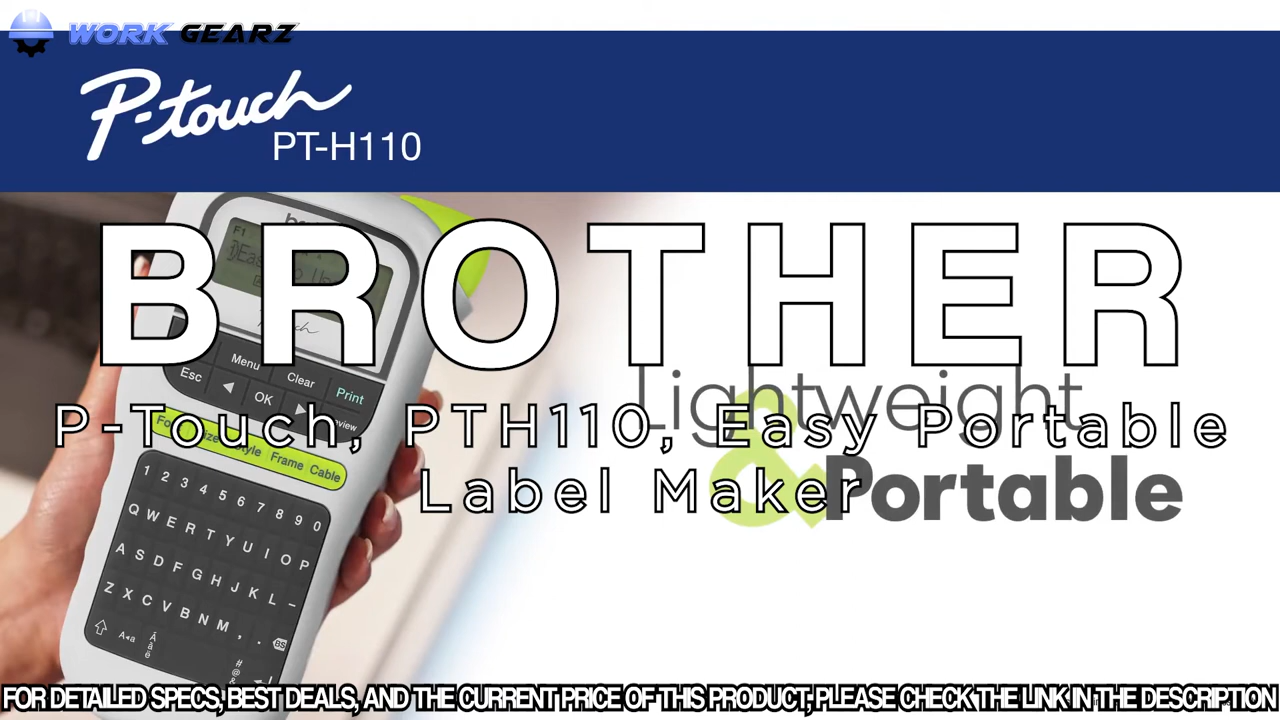 WORK GEARZ
P-touch
PT-H110
BROTHER
Lightweight
P-Touch, PTH110, Easy Portable
Label Maker
&
Portable
F1
Menu
Clear
Print
Esc
OK
Style
Frame
Cable
1 2 3 4 5 6 7 8 9 0
Q W E R T Y U I O P
A S D F G H J K L –
Z X C V B N M , .
BS
FOR DETAILED SPECS, BEST DEALS, AND THE CURRENT PRICE OF THIS PRODUCT, PLEASE CHECK THE LINK IN THE DESCRIPTION